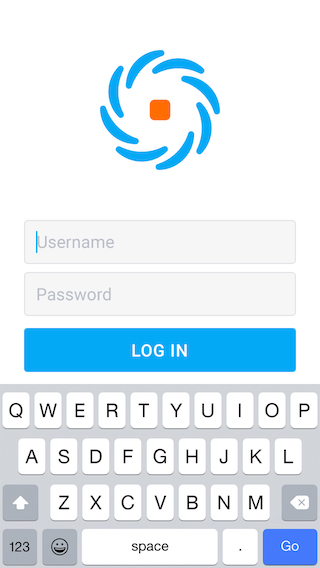 Username
Password
LOG IN
Q W E R T Y U I O P
A S D F G H J K L
Z X C V B N M
123 space . Go